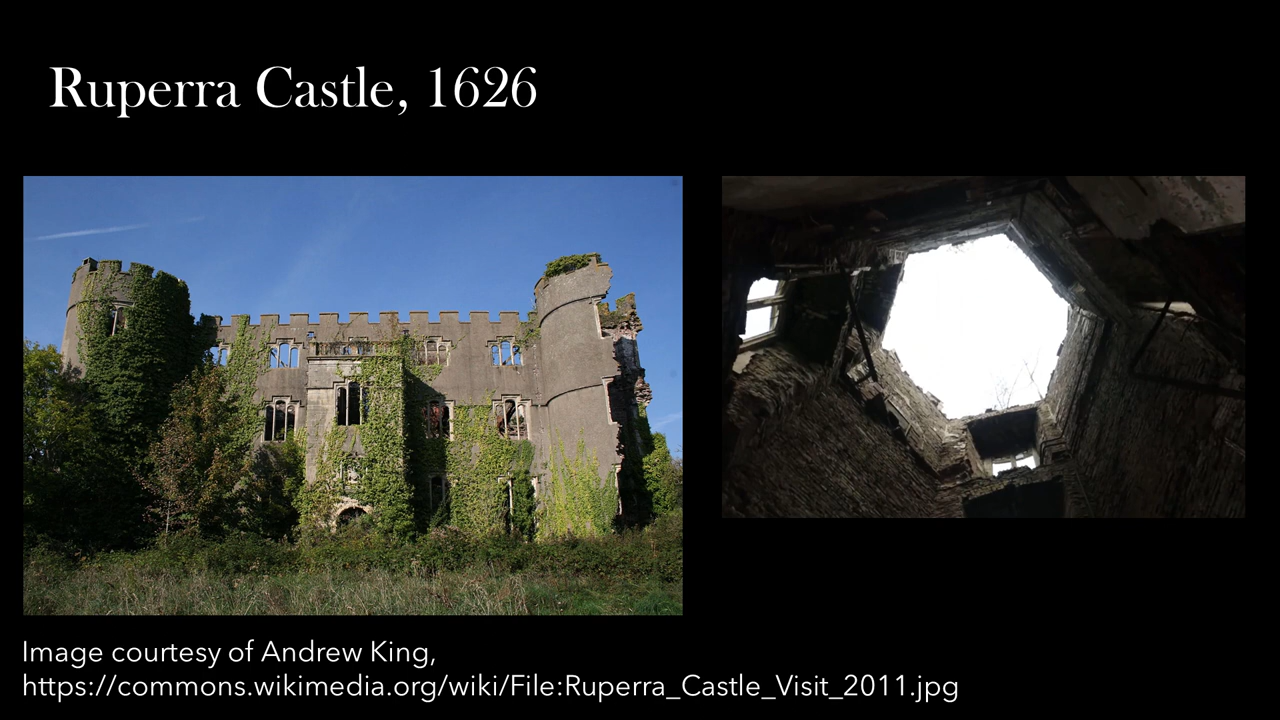 Ruperra Castle, 1626
Image courtesy of Andrew King,
https://commons.wikimedia.org/wiki/File:Ruperra_Castle_Visit_2011.jpg